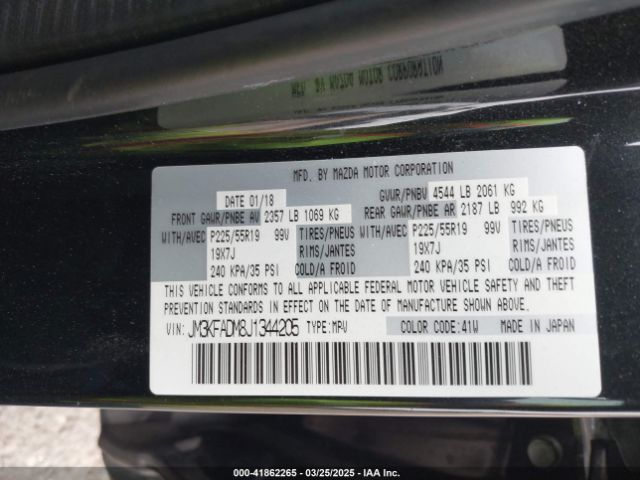 MFD. BY MAZDA MOTOR CORPORATION
DATE 01/18 GVWR/PNBV 4544 LB 2061 KG
FRONT GAWR/PNBE AV 2357 LB 1069 KG REAR GAWR/PNBE AR 2187 LB 992 KG
WITH/AVEC P225/55R19 99V TIRES/PNEUS P225/55R19 99V TIRES/PNEUS
19X7J RIMS/JANTES 19X7J RIMS/JANTES
240 KPA/35 PSI COLD/A FROID 240 KPA/35 PSI COLD/A FROID
THIS VEHICLE CONFORMS TO ALL APPLICABLE FEDERAL MOTOR VEHICLE SAFETY AND THEFT
PREVENTION STANDARDS IN EFFECT ON THE DATE OF MANUFACTURE SHOWN ABOVE.
VIN: JM3KFADM8J1344205 TYPE:MPV COLOR CODE:41W MADE IN JAPAN
000-41862265 - 03/25/2025 - IAA Inc.